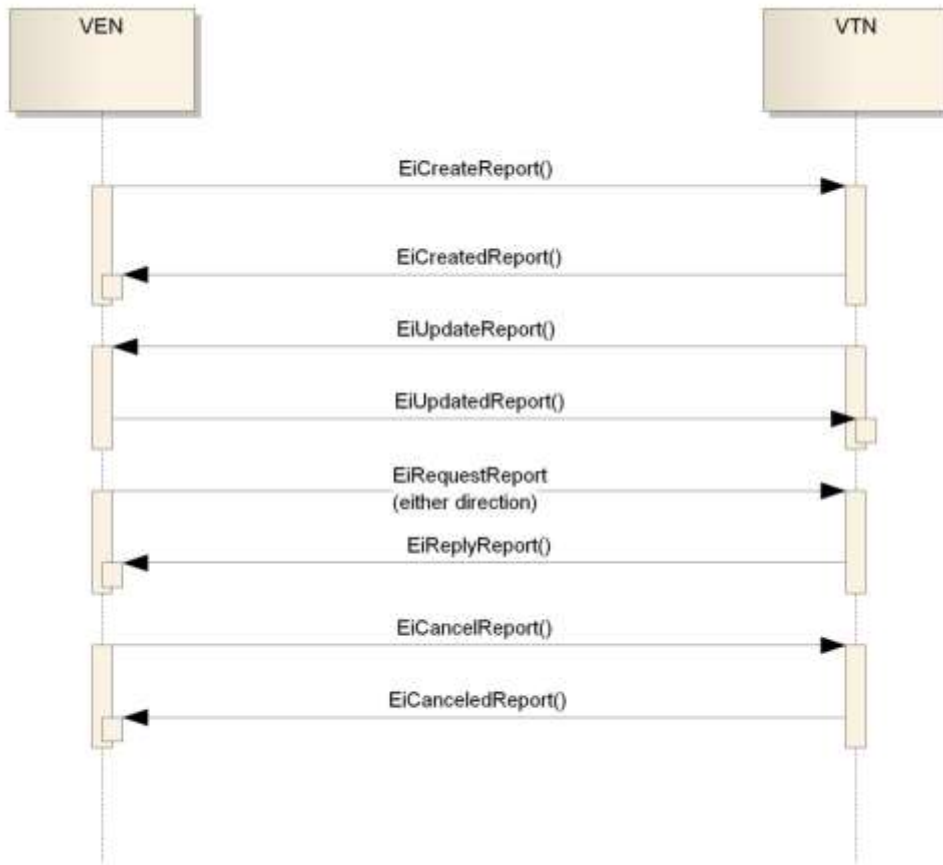 VEN
VTN
EiCreateReport()
EiCreatedReport()
EiUpdateReport()
EiUpdatedReport()
EiRequestReport
(either direction)
EiReplyReport()
EiCancelReport()
EiCanceledReport()